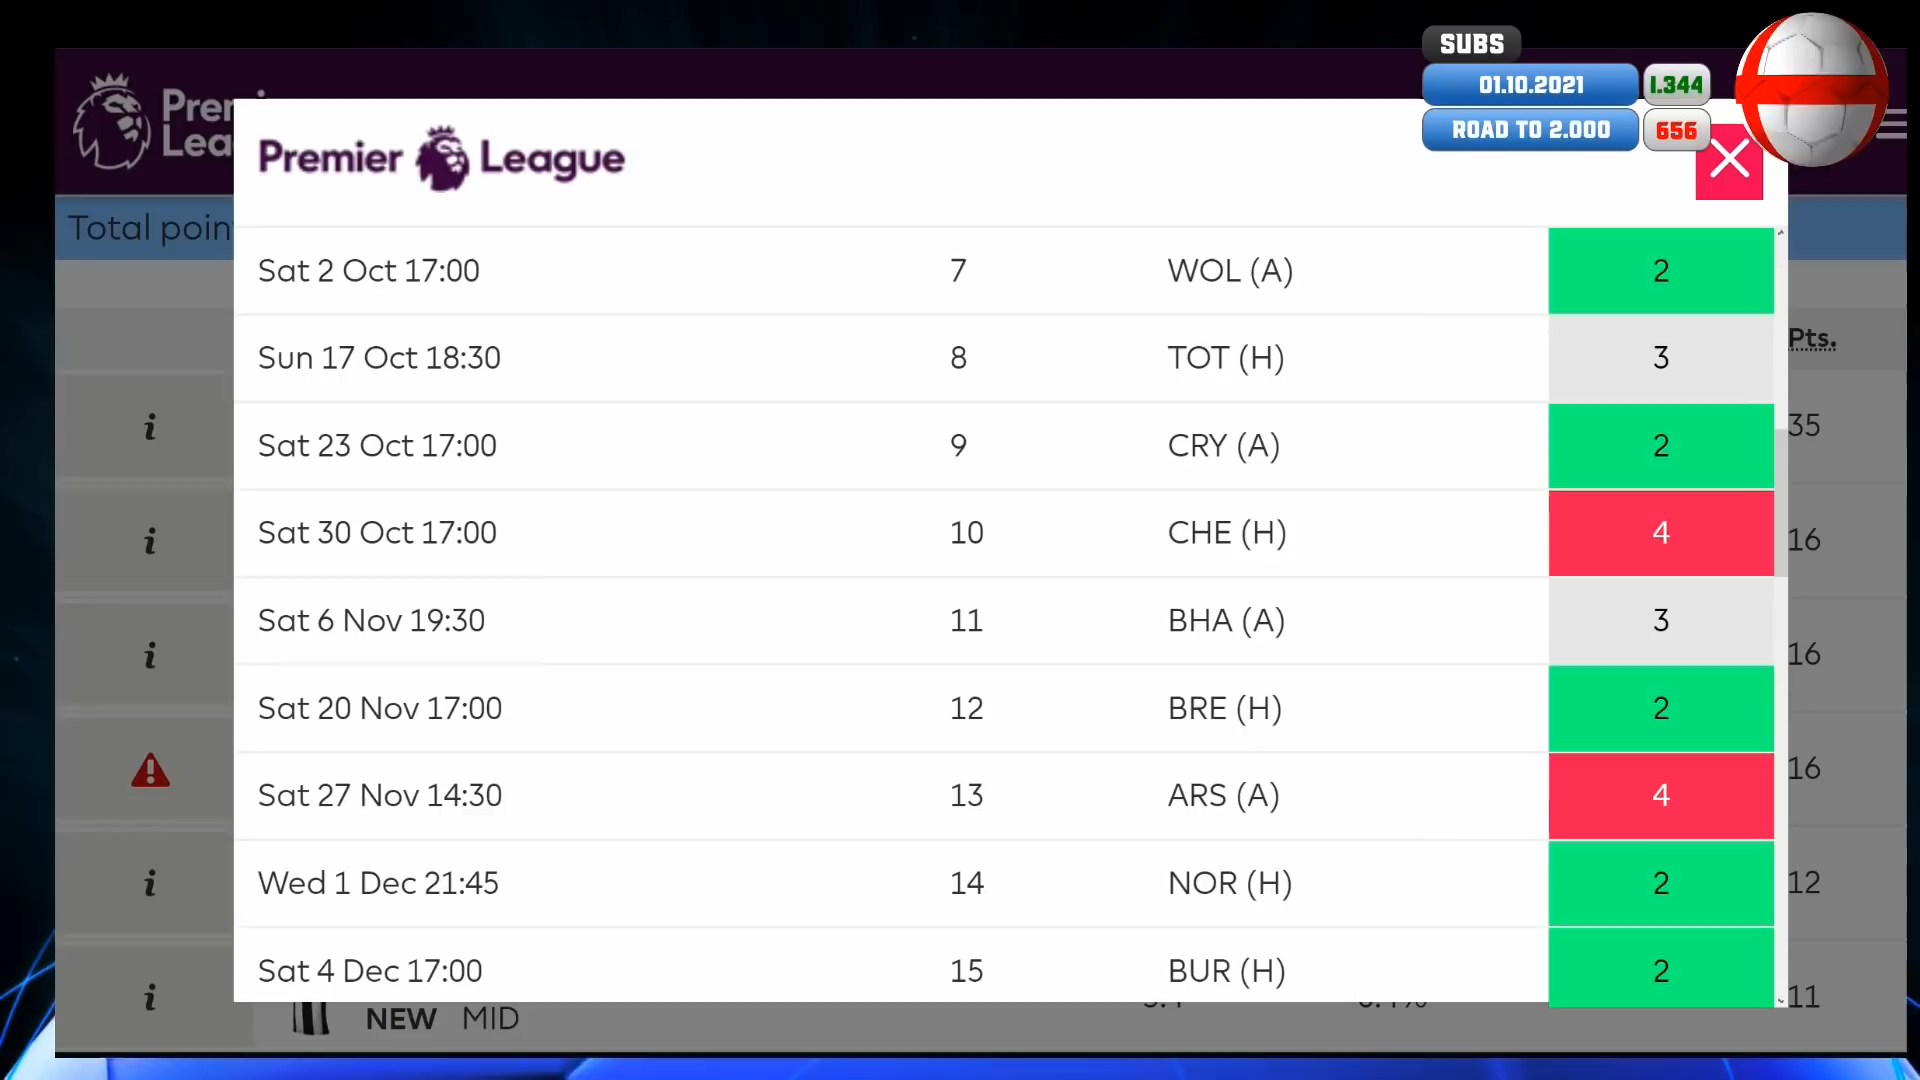 SUBS
01.10.2021 1.344
ROAD TO 2.000 656
Premier League
Total
Pts.
Sat 2 Oct 17:00 7 WOL (A) 2
Sun 17 Oct 18:30 8 TOT (H) 3
Sat 23 Oct 17:00 9 CRY (A) 2
35
Sat 30 Oct 17:00 10 CHE (H) 4
16
Sat 6 Nov 19:30 11 BHA (A) 3
16
Sat 20 Nov 17:00 12 BRE (H) 2
16
Sat 27 Nov 14:30 13 ARS (A) 4
Wed 1 Dec 21:45 14 NOR (H) 2
12
Sat 4 Dec 17:00 15 BUR (H) 2
11
NEW MID